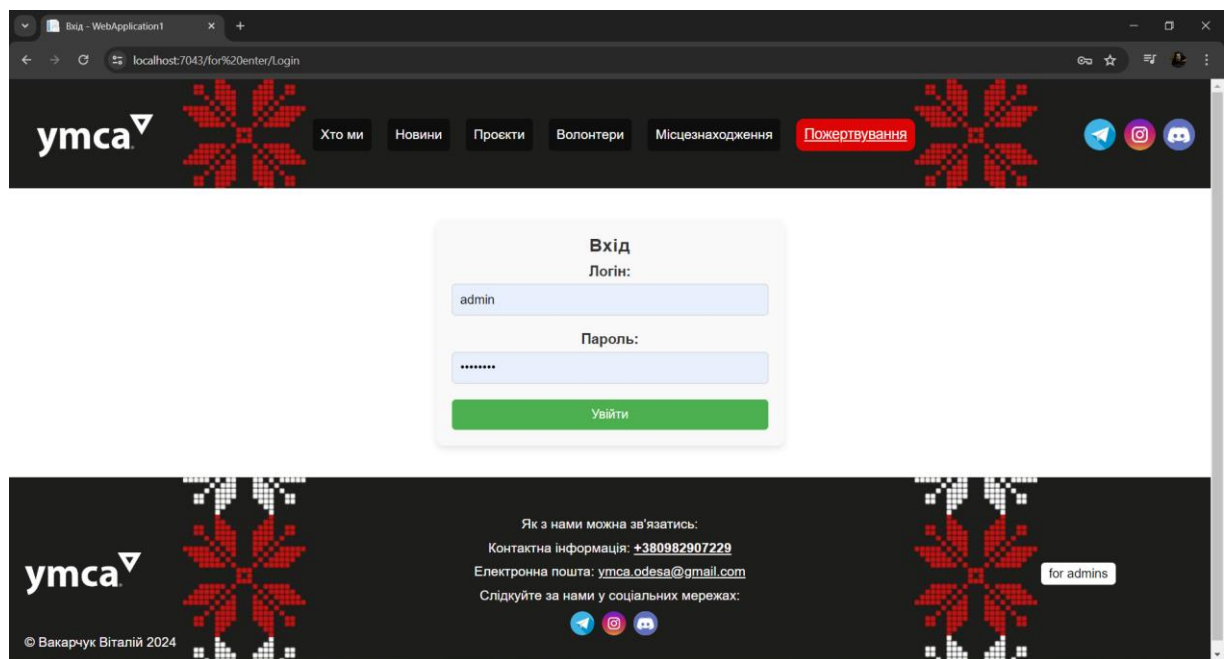 Вхід - WebApplication1
localhost:7043/for%20enter/Login
ymca
Хто ми Новини Проєкти Волонтери Місцезнаходження Пожертвування
Вхід
Логін:
admin
Пароль:
••••••••
Увійти
Як з нами можна зв'язатись:
Контактна інформація: +380982907229
Електронна пошта: ymca.odesa@gmail.com
Слідкуйте за нами у соціальних мережах:
ymca
for admins
© Вакарчук Віталій 2024